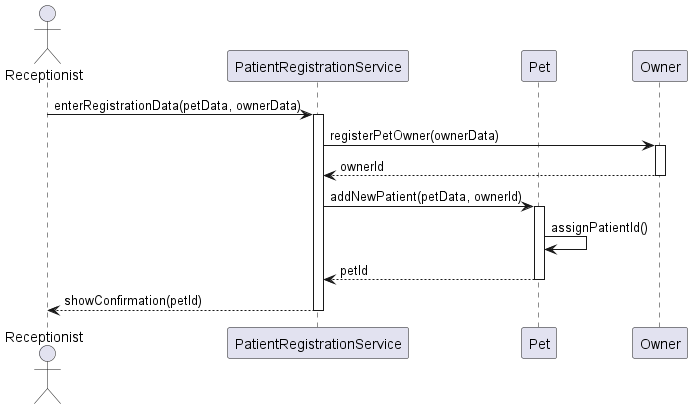 Receptionist
PatientRegistrationService
Pet
Owner
enterRegistrationData(petData, ownerData)
registerPetOwner(ownerData)
ownerId
addNewPatient(petData, ownerId)
assignPatientId()
petId
showConfirmation(petId)
Receptionist
PatientRegistrationService
Pet
Owner